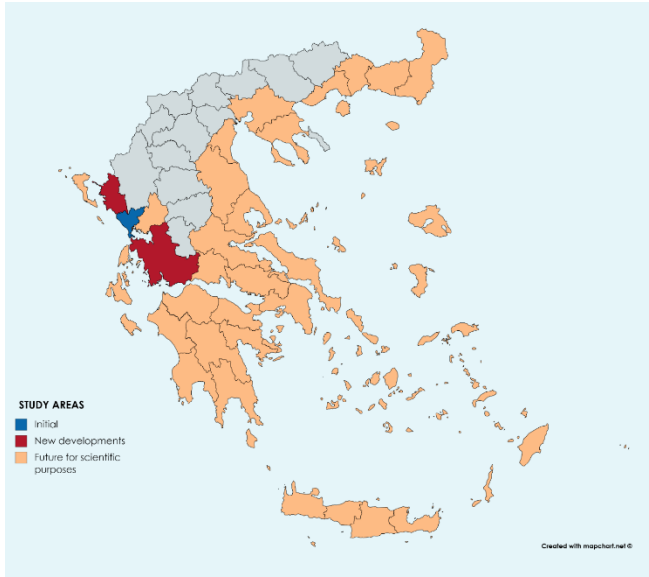 STUDY AREAS
Initial
New developments
Future for scientific
purposes
Created with mapchart.net ©